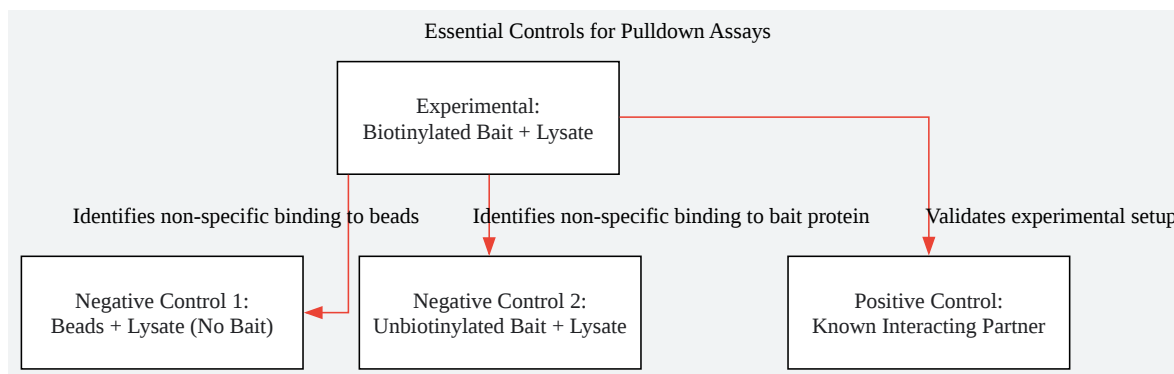 Essential Controls for Pulldown Assays
Experimental:
Biotinylated Bait + Lysate
Identifies non-specific binding to beads
Identifies non-specific binding to bait protein
Validates experimental setup
Negative Control 1:
Beads + Lysate (No Bait)
Negative Control 2:
Unbiotinylated Bait + Lysate
Positive Control:
Known Interacting Partner